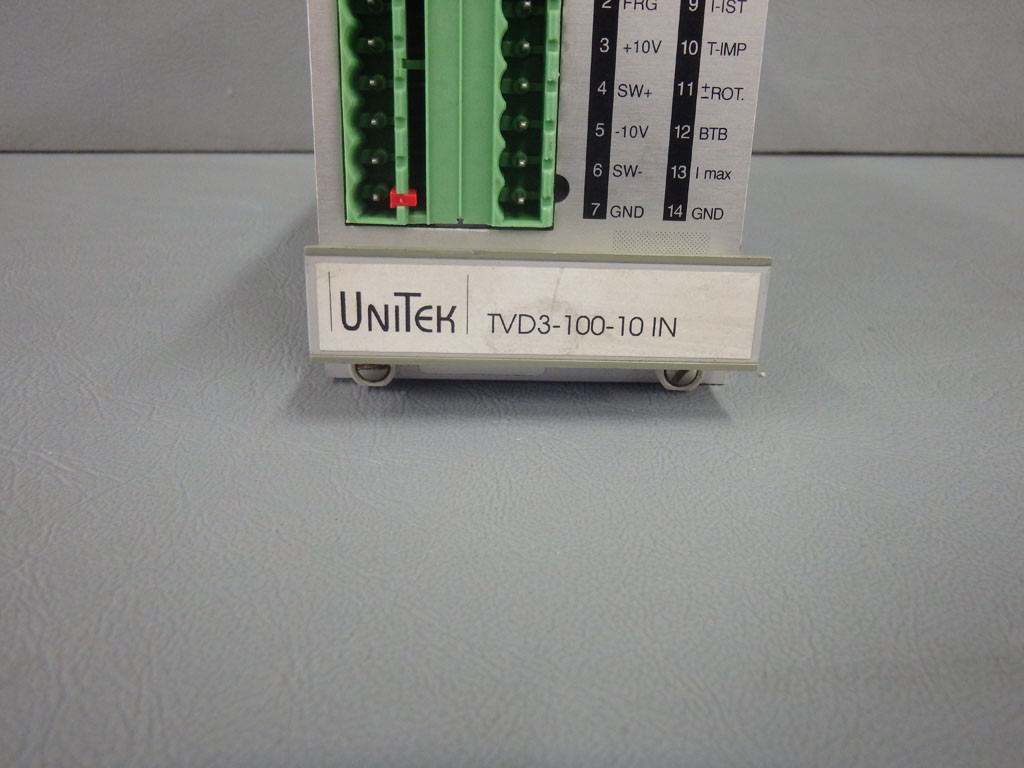 2 FRG 9 I-IST
3 +10V 10 T-IMP
4 SW+ 11 ±ROT.
5 -10V 12 BTB
6 SW- 13 I max
7 GND 14 GND
UNITEK TVD3-100-10 IN